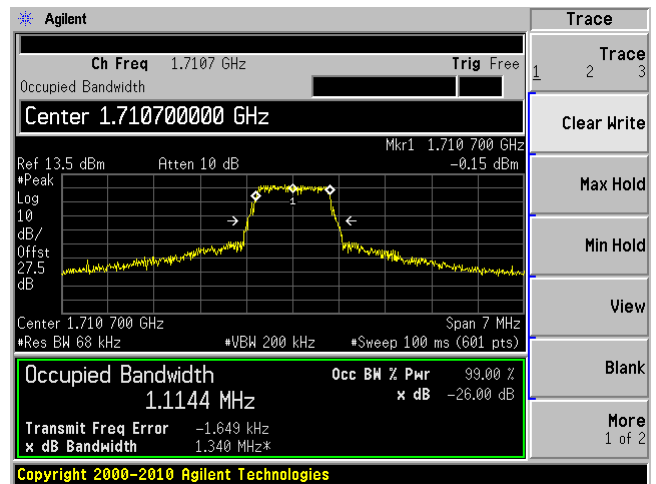 Agilent
Trace
Ch Freq 1.7107 GHz Trig Free
Occupied Bandwidth
Center 1.710700000 GHz
Mkr1 1.710 700 GHz
Ref 13.5 dBm Atten 10 dB -0.15 dBm
#Peak
Log
10
dB/
Offst
27.5
dB
1
Center 1.710 700 GHz Span 7 MHz
#Res BW 68 kHz #VBW 200 kHz #Sweep 100 ms (601 pts)
Occupied Bandwidth Occ BW % Pwr 99.00 %
1.1144 MHz x dB -26.00 dB
Transmit Freq Error -1.649 kHz
x dB Bandwidth 1.340 MHz*
Copyright 2000-2010 Agilent Technologies
Trace
1 2 3
Clear Write
Max Hold
Min Hold
View
Blank
More
1 of 2